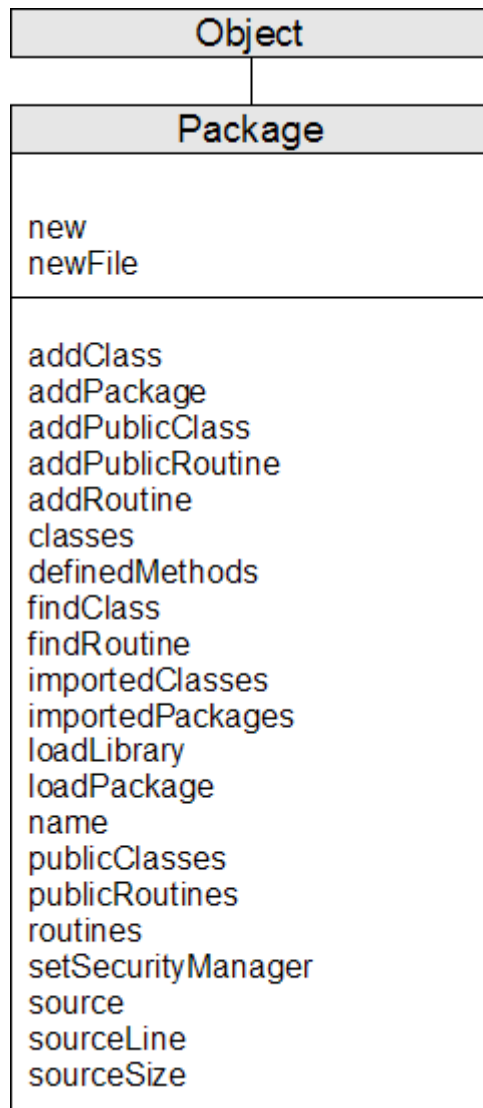 Object
Package
new
newFile
addClass
addPackage
addPublicClass
addPublicRoutine
addRoutine
classes
definedMethods
findClass
findRoutine
importedClasses
importedPackages
loadLibrary
loadPackage
name
publicClasses
publicRoutines
routines
setSecurityManager
source
sourceLine
sourceSize